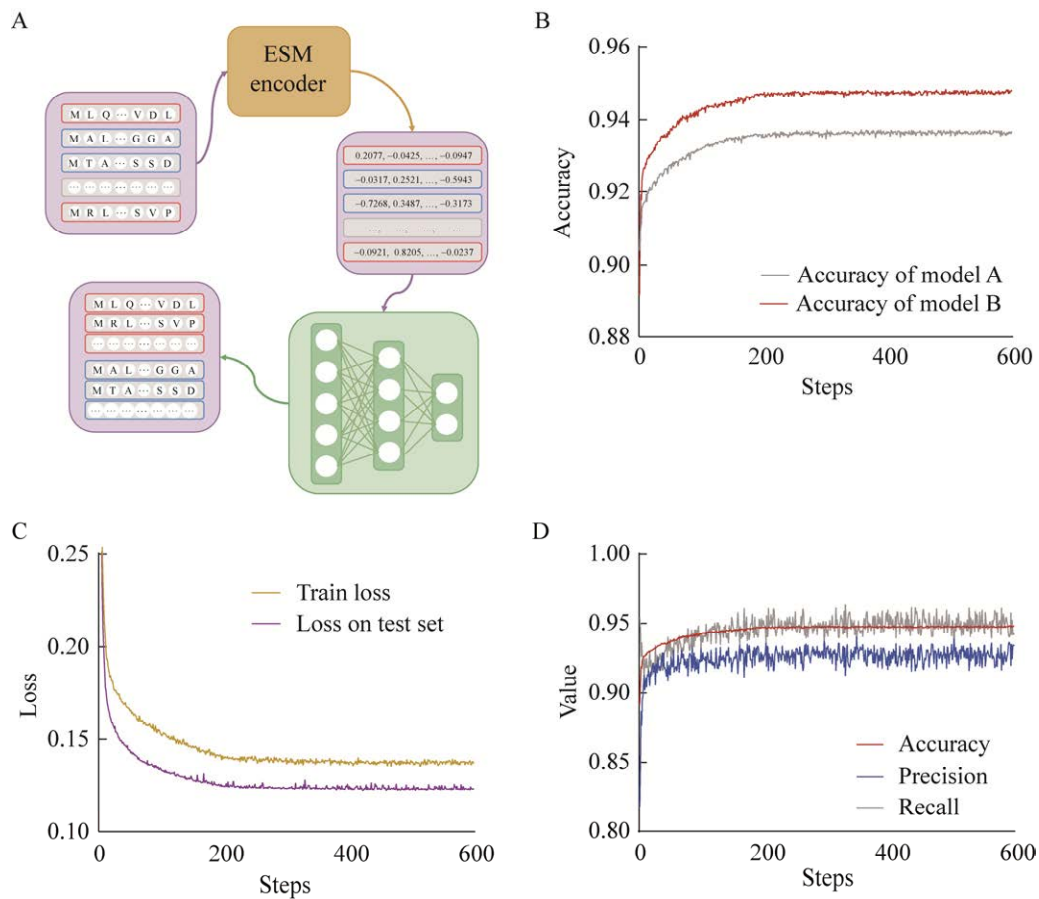 A
ESM
encoder
M L Q ⋯ V D L
M A L ⋯ G G A
M T A ⋯ S S D
⋯ ⋯ ⋯ ⋯ ⋯ ⋯ ⋯
M R L ⋯ S V P
0.2077, −0.0425, …, −0.0947
−0.0317, 0.2521, …, −0.5943
−0.7268, 0.3487, …, −0.3173
…, …, …, …
−0.0921, 0.8205, …, −0.0237
M L Q ⋯ V D L
M R L ⋯ S V P
⋯ ⋯ ⋯ ⋯ ⋯ ⋯ ⋯
M A L ⋯ G G A
M T A ⋯ S S D
⋯ ⋯ ⋯ ⋯ ⋯ ⋯ ⋯
B
0.96
0.94
0.92
0.90
0.88
Accuracy
Accuracy of model A
Accuracy of model B
0 200 400 600
Steps
C
0.25
0.20
0.15
0.10
Loss
Train loss
Loss on test set
0 200 400 600
Steps
D
1.00
0.95
0.90
0.85
0.80
Value
Accuracy
Precision
Recall
0 200 400 600
Steps